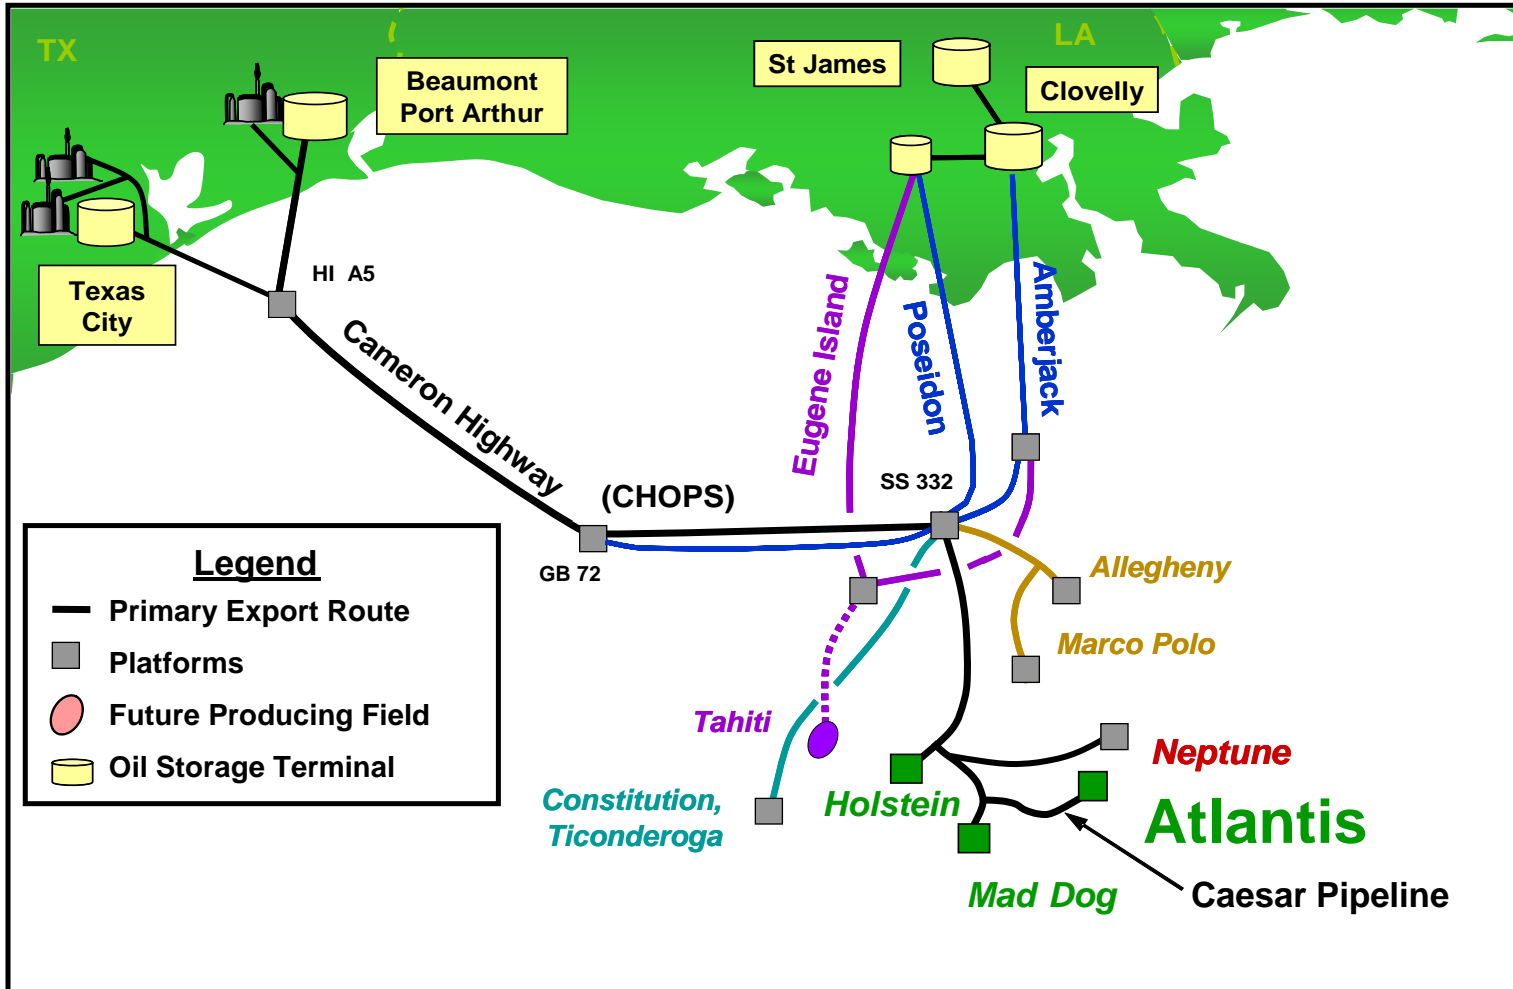 TX
LA
St James
Beaumont
Port Arthur
Clovelly
HI A5
Texas
City
Cameron Highway
Eugene Island
Poseidon
Amberjack
(CHOPS)
SS 332
GB 72
Allegheny
Marco Polo
Legend
Primary Export Route
Platforms
Future Producing Field
Oil Storage Terminal
Tahiti
Neptune
Constitution,
Ticonderoga
Holstein
Atlantis
Mad Dog
Caesar Pipeline